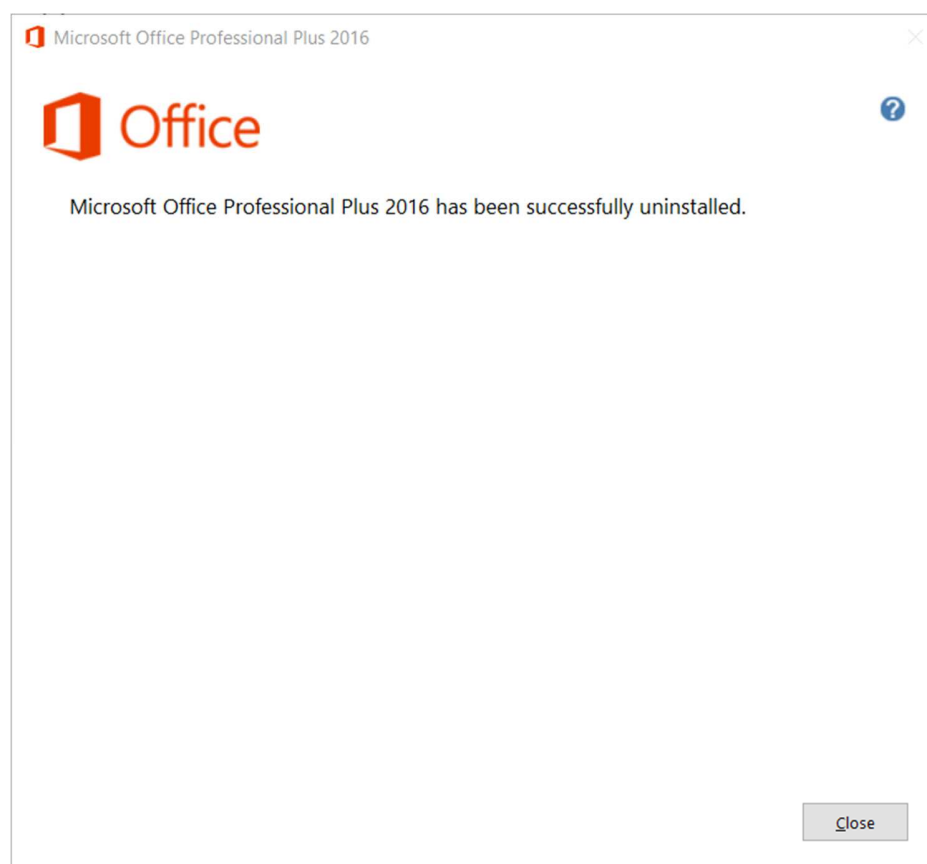 Microsoft Office Professional Plus 2016
Office
?
Microsoft Office Professional Plus 2016 has been successfully uninstalled.
Close